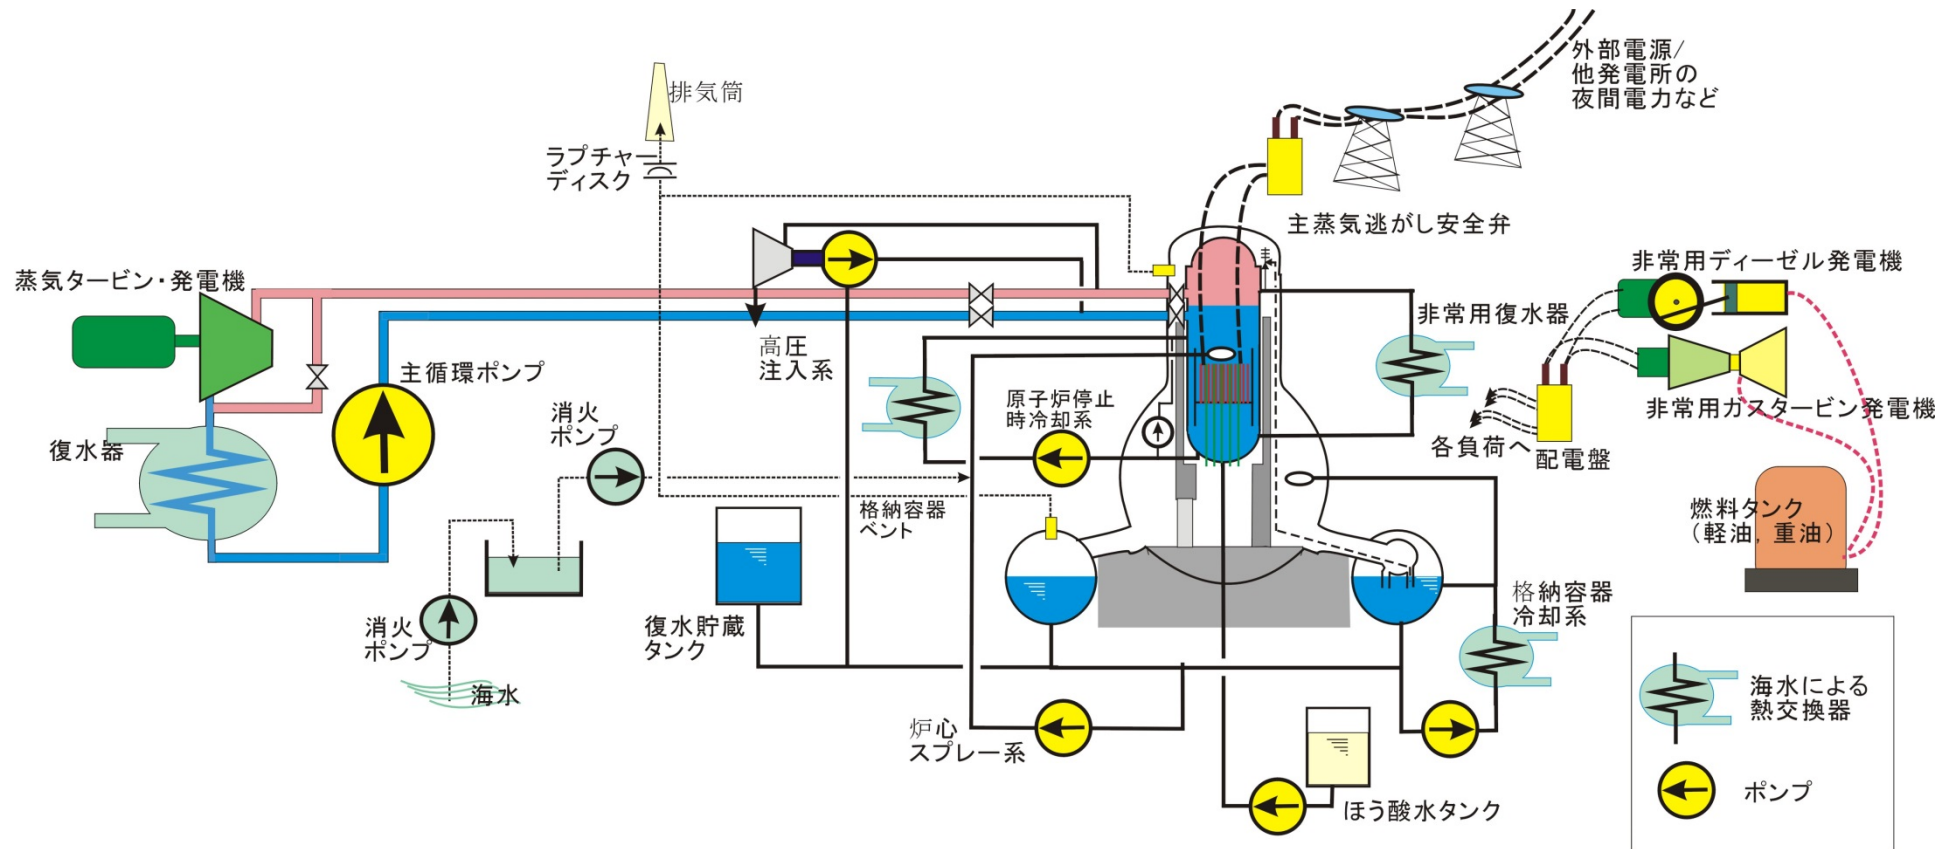 外部電源/
他発電所の
夜間電力など
排気筒
ラプチャー
ディスク
主蒸気逃がし安全弁
蒸気タービン・発電機
非常用ディーゼル発電機
高圧
注入系
非常用復水器
主循環ポンプ
原子炉停止
時冷却系
消火
ポンプ
非常用ガスタービン発電機
復水器
各負荷へ
配電盤
格納容器
ベント
燃料タンク
(軽油, 重油)
格納容器
冷却系
消火
ポンプ
復水貯蔵
タンク
海水
海水による
熱交換器
炉心
スプレー系
ほう酸水タンク
ポンプ